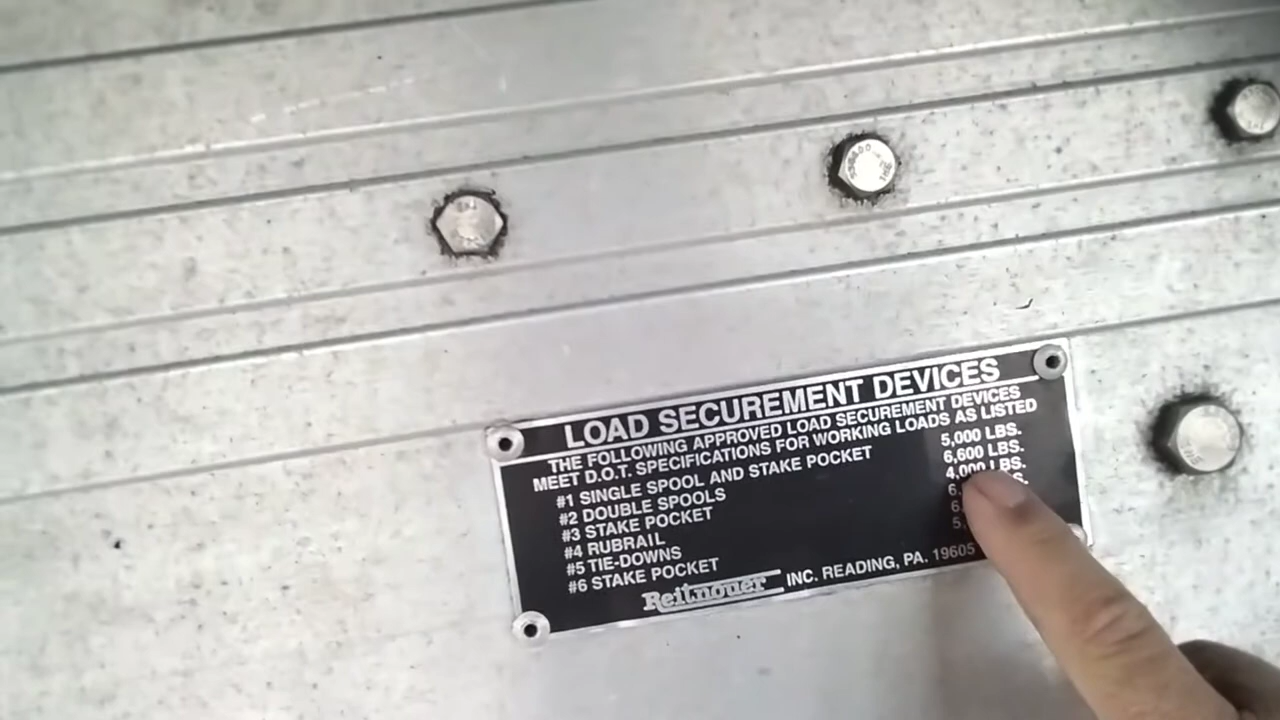 LOAD SECUREMENT DEVICES
THE FOLLOWING APPROVED LOAD SECUREMENT DEVICES
MEET D.O.T. SPECIFICATIONS FOR WORKING LOADS AS LISTED
#1 SINGLE SPOOL AND STAKE POCKET 5,000 LBS.
#2 DOUBLE SPOOLS 6,600 LBS.
#3 STAKE POCKET 4,000 LBS.
#4 RUBRAIL
#5 TIE-DOWNS
#6 STAKE POCKET
Reitnouer INC. READING, PA. 19605